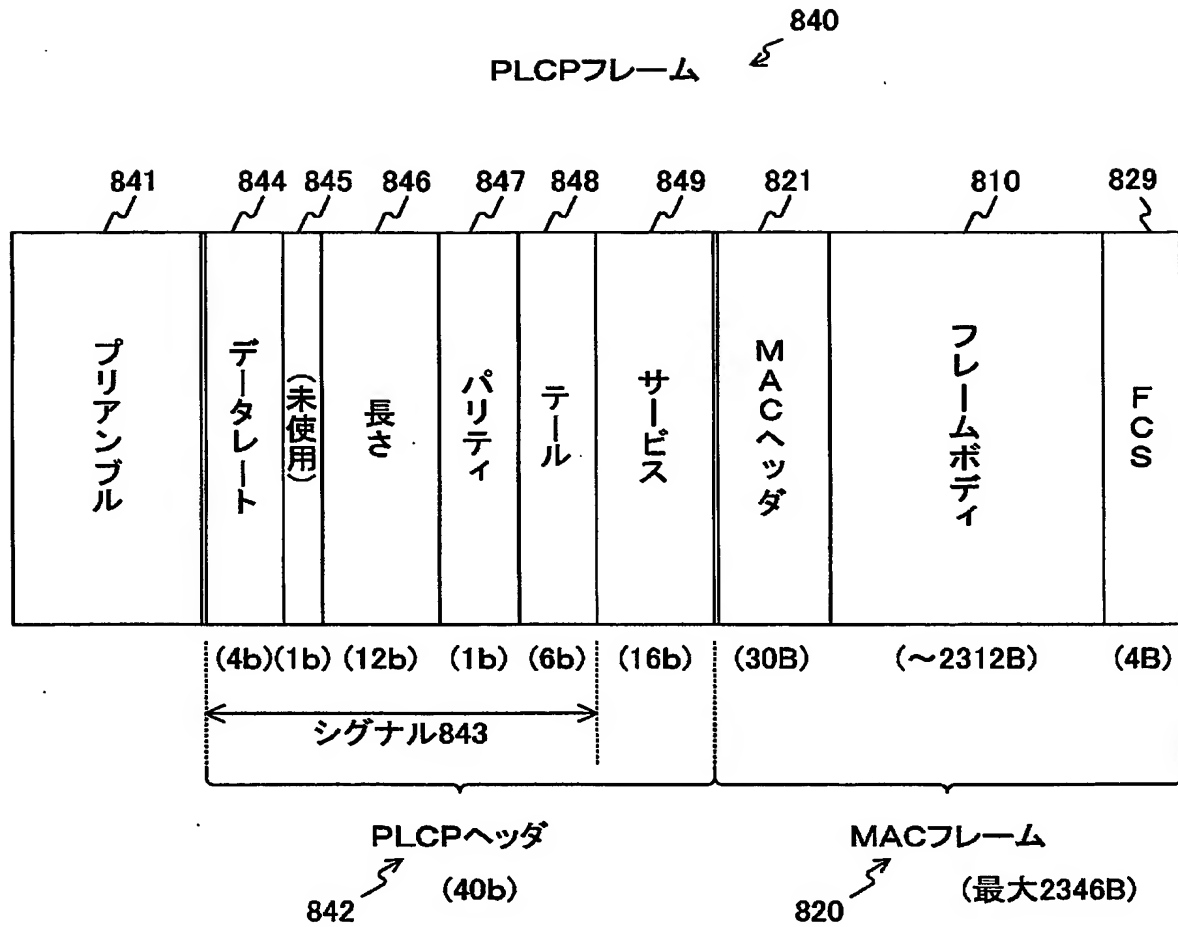 840
PLCPフレーム
841 844 845 846 847 848 849 821 810 829
プリアンブル
データレート
(未使用)
長さ
パリティ
テール
サービス
MACヘッダ
フレームボディ
FCS
(4b)(1b) (12b) (1b) (6b) (16b) (30B) (～2312B) (4B)
シグナル843
PLCPヘッダ MACフレーム
842 (40b) 820 (最大2346B)